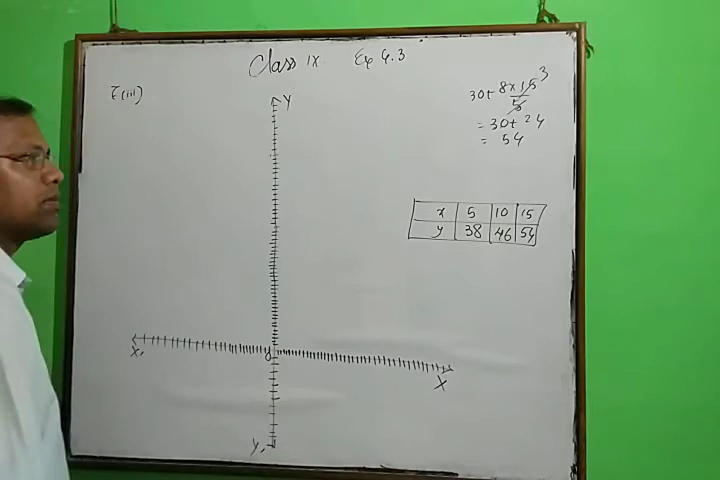 Class IX Ex 4.3
7(iii)
30+ 8×15 3
5
= 30+ 24
= 54
x 5 10 15
y 38 46 54
Y
X' O X
Y'